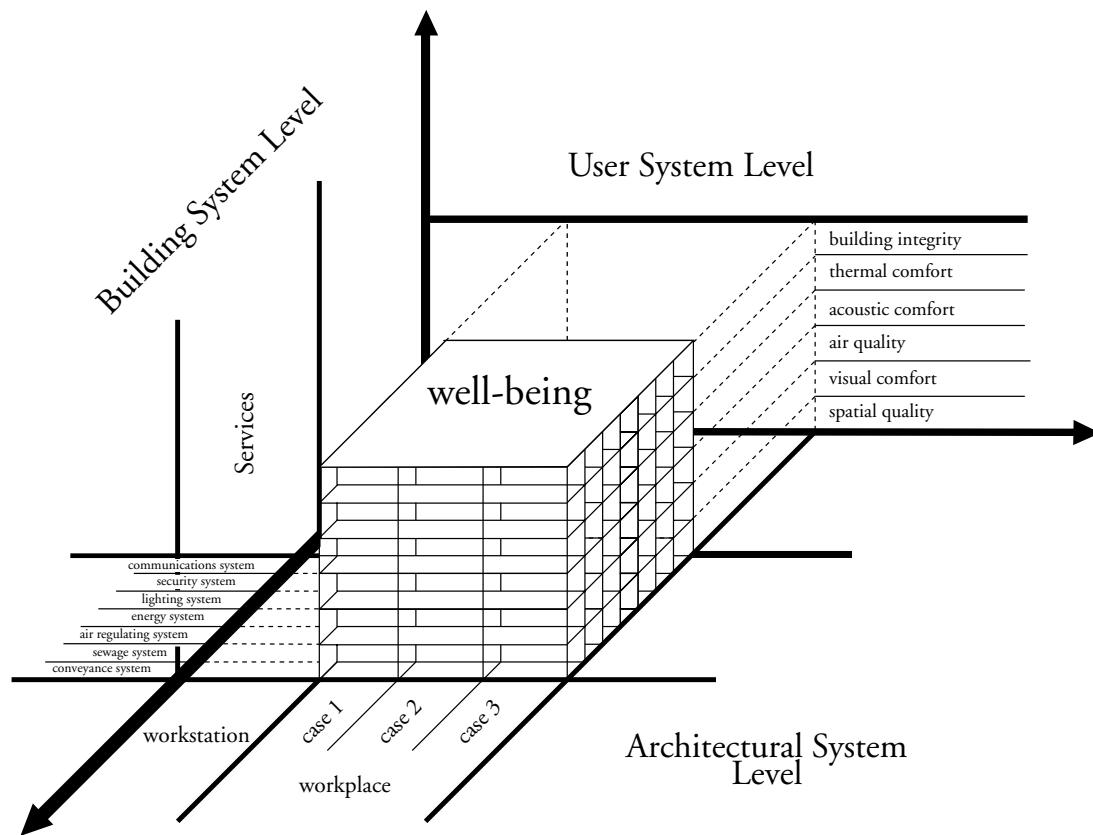 Building System Level
User System Level
building integrity
thermal comfort
acoustic comfort
air quality
visual comfort
spatial quality
well-being
Services
communications system
security system
lighting system
energy system
air regulating system
sewage system
conveyance system
workstation
case 1
case 2
case 3
workplace
Architectural System
Level